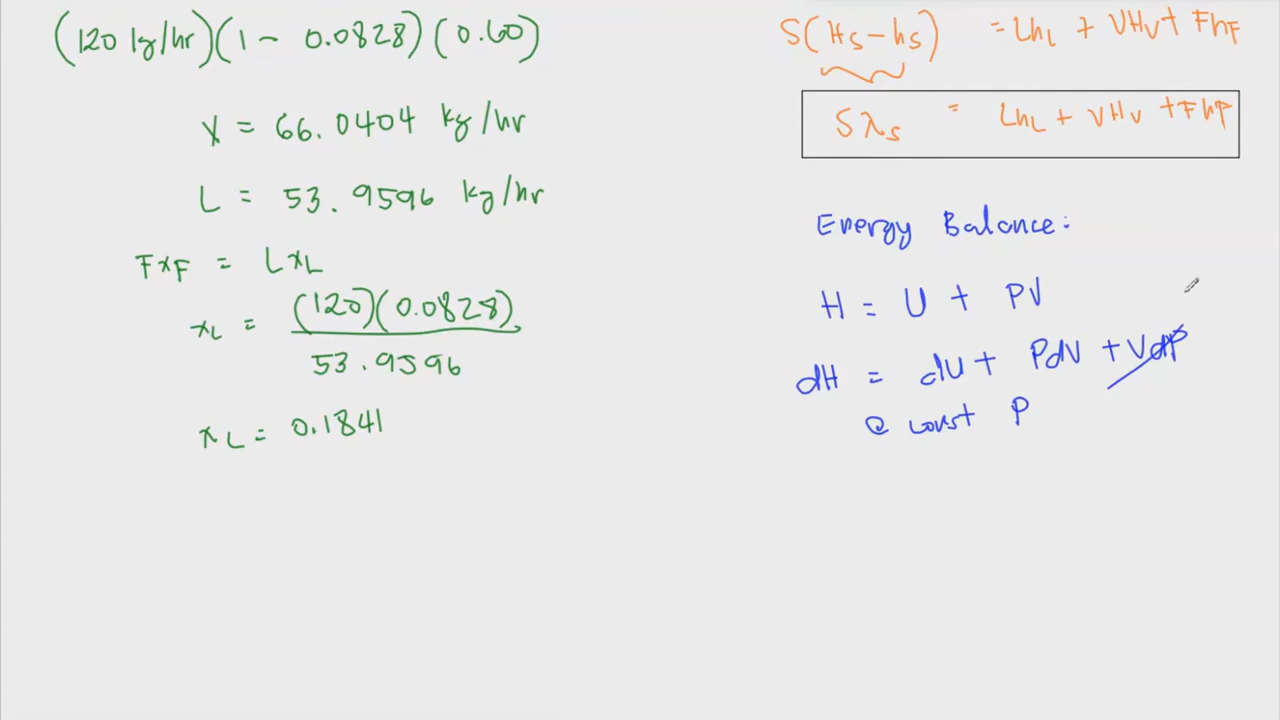 (120 kg/hr)(1 - 0.0828)(0.60)
V = 66.0404 kg/hr
L = 53.9596 kg/hr
FxF = LxL
xL = (120)(0.0828)
53.9596
xL = 0.1841
S(Hs-hs) = LhL + VHv + FhF
Sλs = LhL + VHv + FhF
Energy Balance:
H = U + PV
dH = dU + PdV + VdP
@ const P